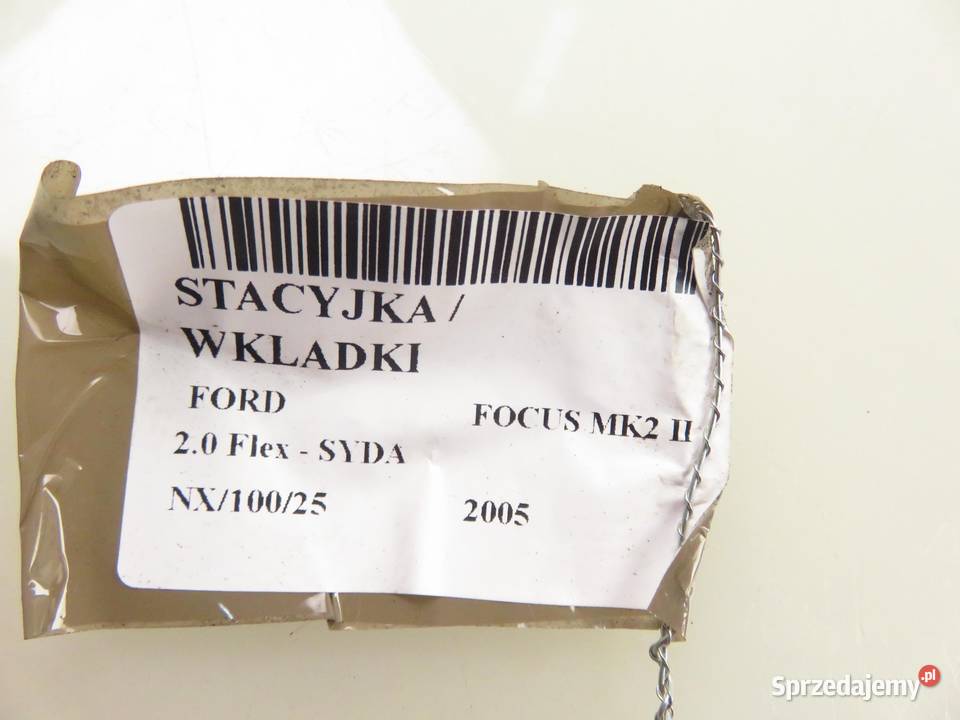 STACYJKA /
WKLADKI
FORD FOCUS MK2 II
2.0 Flex - SYDA
NX/100/25 2005
Sprzedajemy.pl